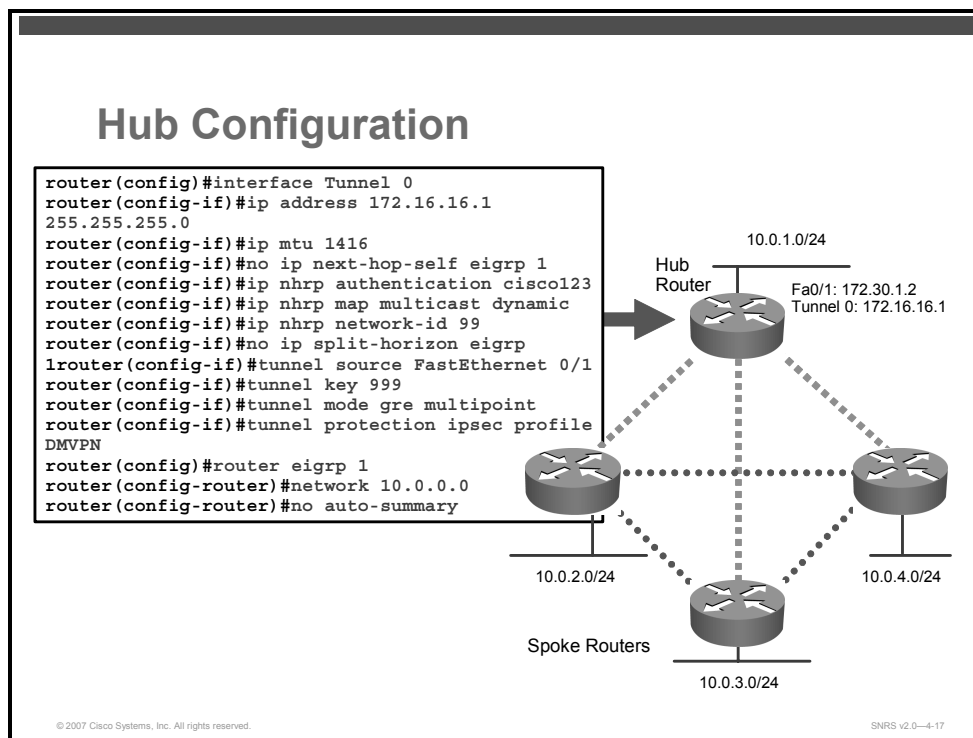 Hub Configuration
router(config)#interface Tunnel 0
router(config-if)#ip address 172.16.16.1
255.255.255.0
router(config-if)#ip mtu 1416
router(config-if)#no ip next-hop-self eigrp 1
router(config-if)#ip nhrp authentication cisco123
router(config-if)#ip nhrp map multicast dynamic
router(config-if)#ip nhrp network-id 99
router(config-if)#no ip split-horizon eigrp
1router(config-if)#tunnel source FastEthernet 0/1
router(config-if)#tunnel key 999
router(config-if)#tunnel mode gre multipoint
router(config-if)#tunnel protection ipsec profile
DMVPN
router(config)#router eigrp 1
router(config-router)#network 10.0.0.0
router(config-router)#no auto-summary
10.0.1.0/24
Hub
Router
Fa0/1: 172.30.1.2
Tunnel 0: 172.16.16.1
10.0.2.0/24
10.0.4.0/24
Spoke Routers
10.0.3.0/24
© 2007 Cisco Systems, Inc. All rights reserved.
SNRS v2.0—4-17